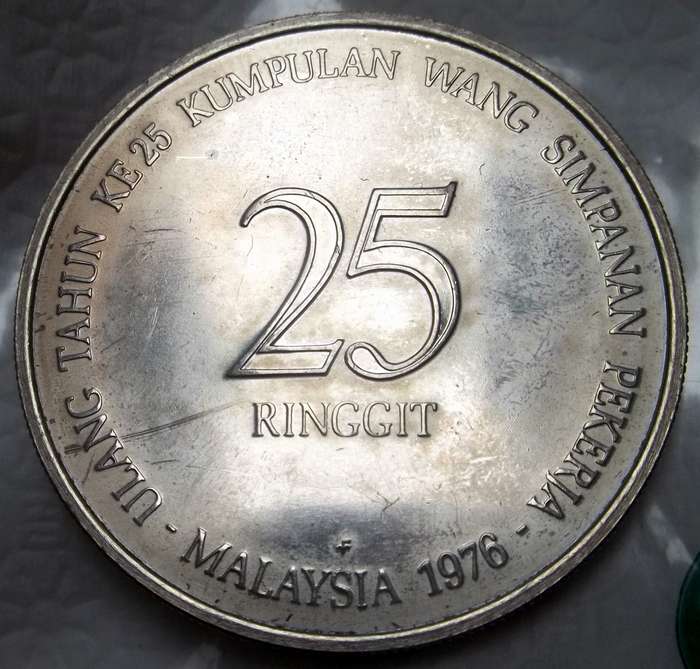 ULANG TAHUN KE 25 KUMPULAN WANG SIMPANAN PEKERJA
25
RINGGIT
- MALAYSIA 1976 -